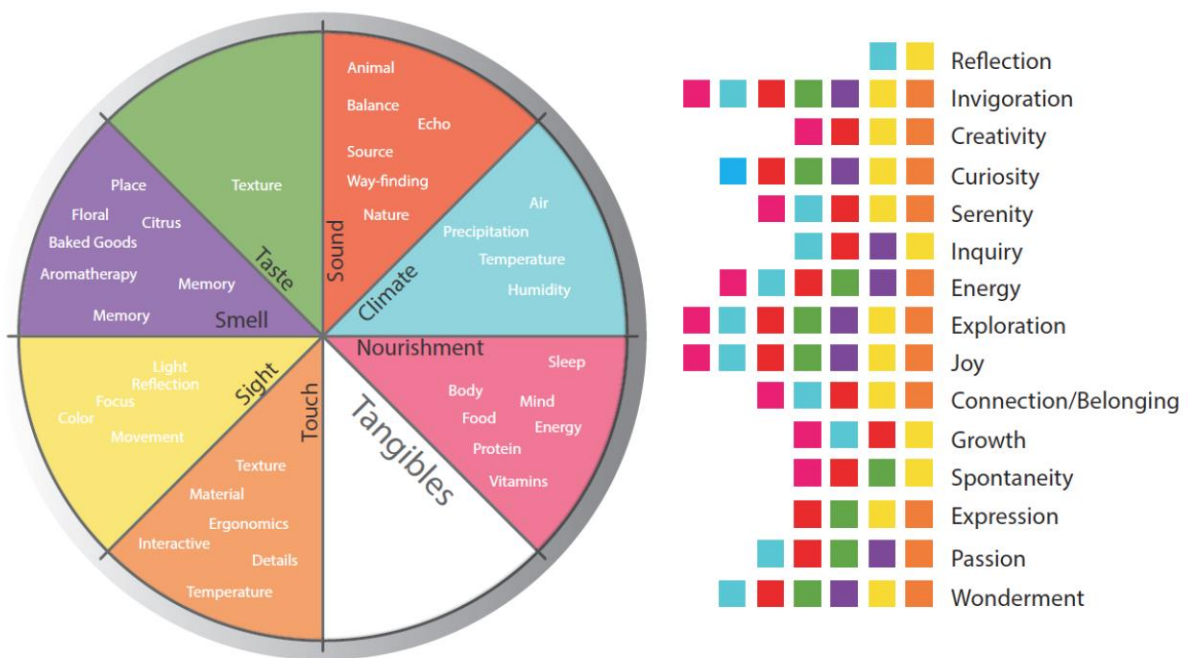 Animal
Balance
Echo
Source
Way-finding
Nature
Sound
Air
Precipitation
Temperature
Humidity
Climate
Nourishment
Sleep
Body
Mind
Food
Energy
Protein
Vitamins
Tangibles
Touch
Texture
Material
Ergonomics
Interactive
Details
Temperature
Sight
Light
Reflection
Focus
Color
Movement
Smell
Place
Floral
Citrus
Baked Goods
Aromatherapy
Memory
Memory
Taste
Texture
Reflection
Invigoration
Creativity
Curiosity
Serenity
Inquiry
Energy
Exploration
Joy
Connection/Belonging
Growth
Spontaneity
Expression
Passion
Wonderment